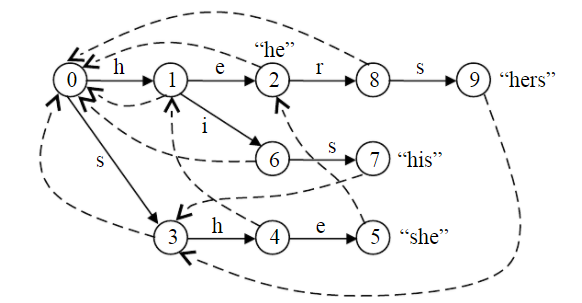 "he"
0 h 1 e 2 r 8 s 9 "hers"
i
s 6 s 7 "his"
3 h 4 e 5 "she"